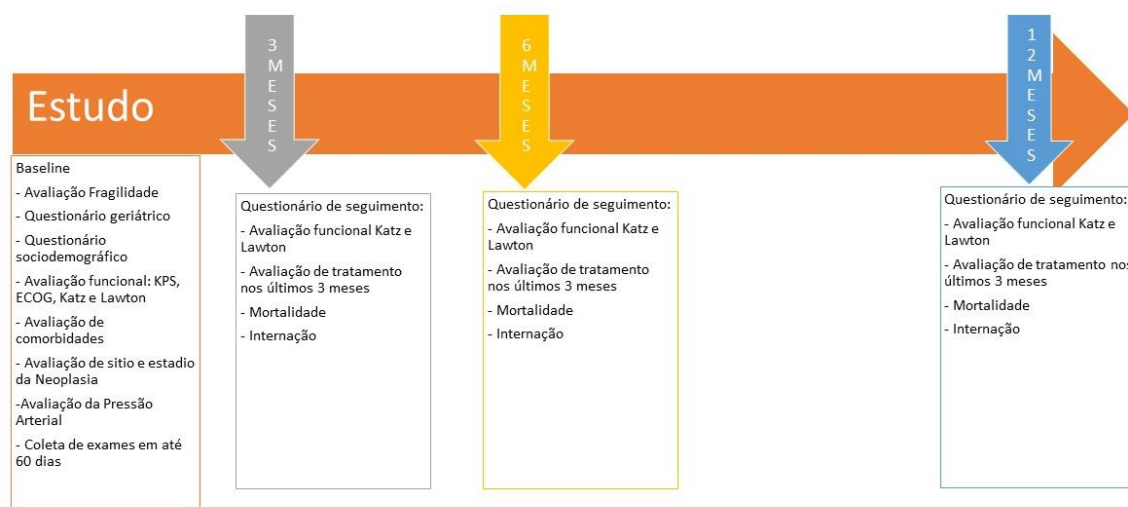 3 MESES
6 MESES
12 MESES
Estudo
Baseline
- Avaliação Fragilidade
- Questionário geriátrico
- Questionário
sociodemográfico
- Avaliação funcional: KPS,
ECOG, Katz e Lawton
- Avaliação de
comorbidades
- Avaliação de sitio e estadio
da Neoplasia
-Avaliação da Pressão
Arterial
- Coleta de exames em até
60 dias
Questionário de seguimento:
- Avaliação funcional Katz e
Lawton
- Avaliação de tratamento
nos últimos 3 meses
- Mortalidade
- Internação
Questionário de seguimento:
- Avaliação funcional Katz e
Lawton
- Avaliação de tratamento
nos últimos 3 meses
- Mortalidade
- Internação
Questionário de seguimento:
- Avaliação funcional Katz e
Lawton
- Avaliação de tratamento nos
últimos 3 meses
- Mortalidade
- Internação